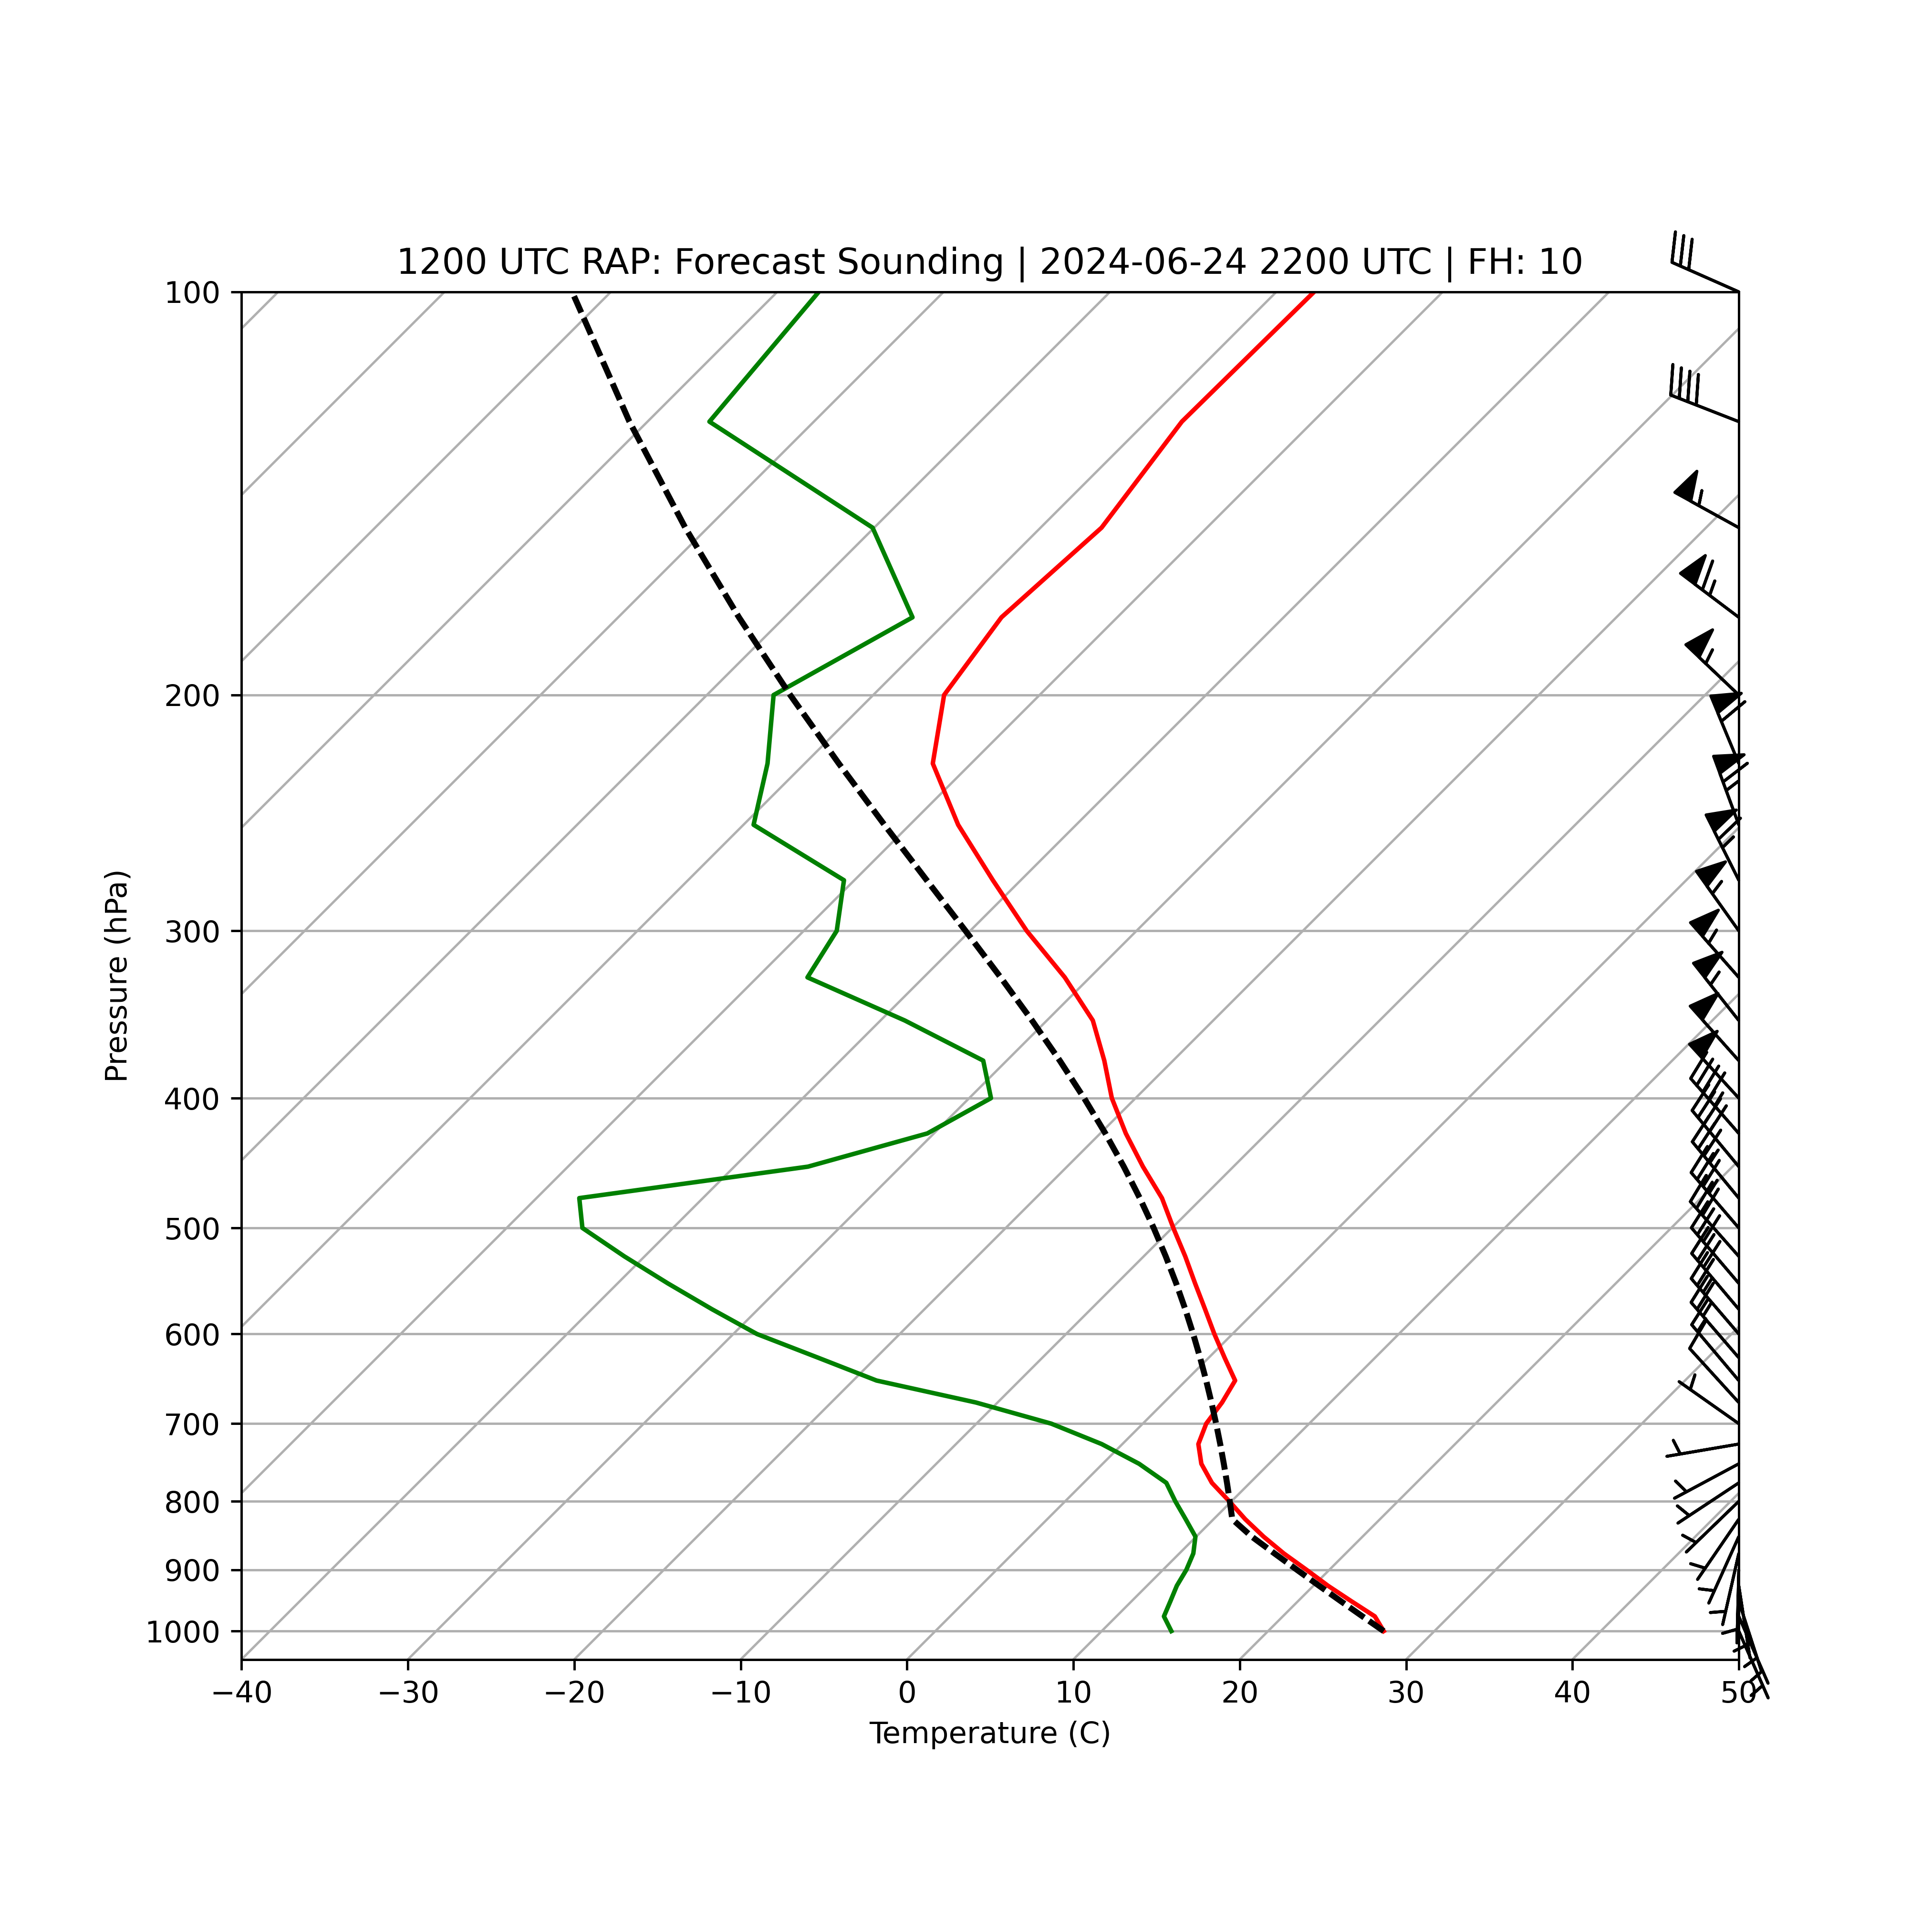 1200 UTC RAP: Forecast Sounding | 2024-06-24 2200 UTC | FH: 10
100
200
300
400
500
600
700
800
900
1000
Pressure (hPa)
−40 −30 −20 −10 0 10 20 30 40 50
Temperature (C)